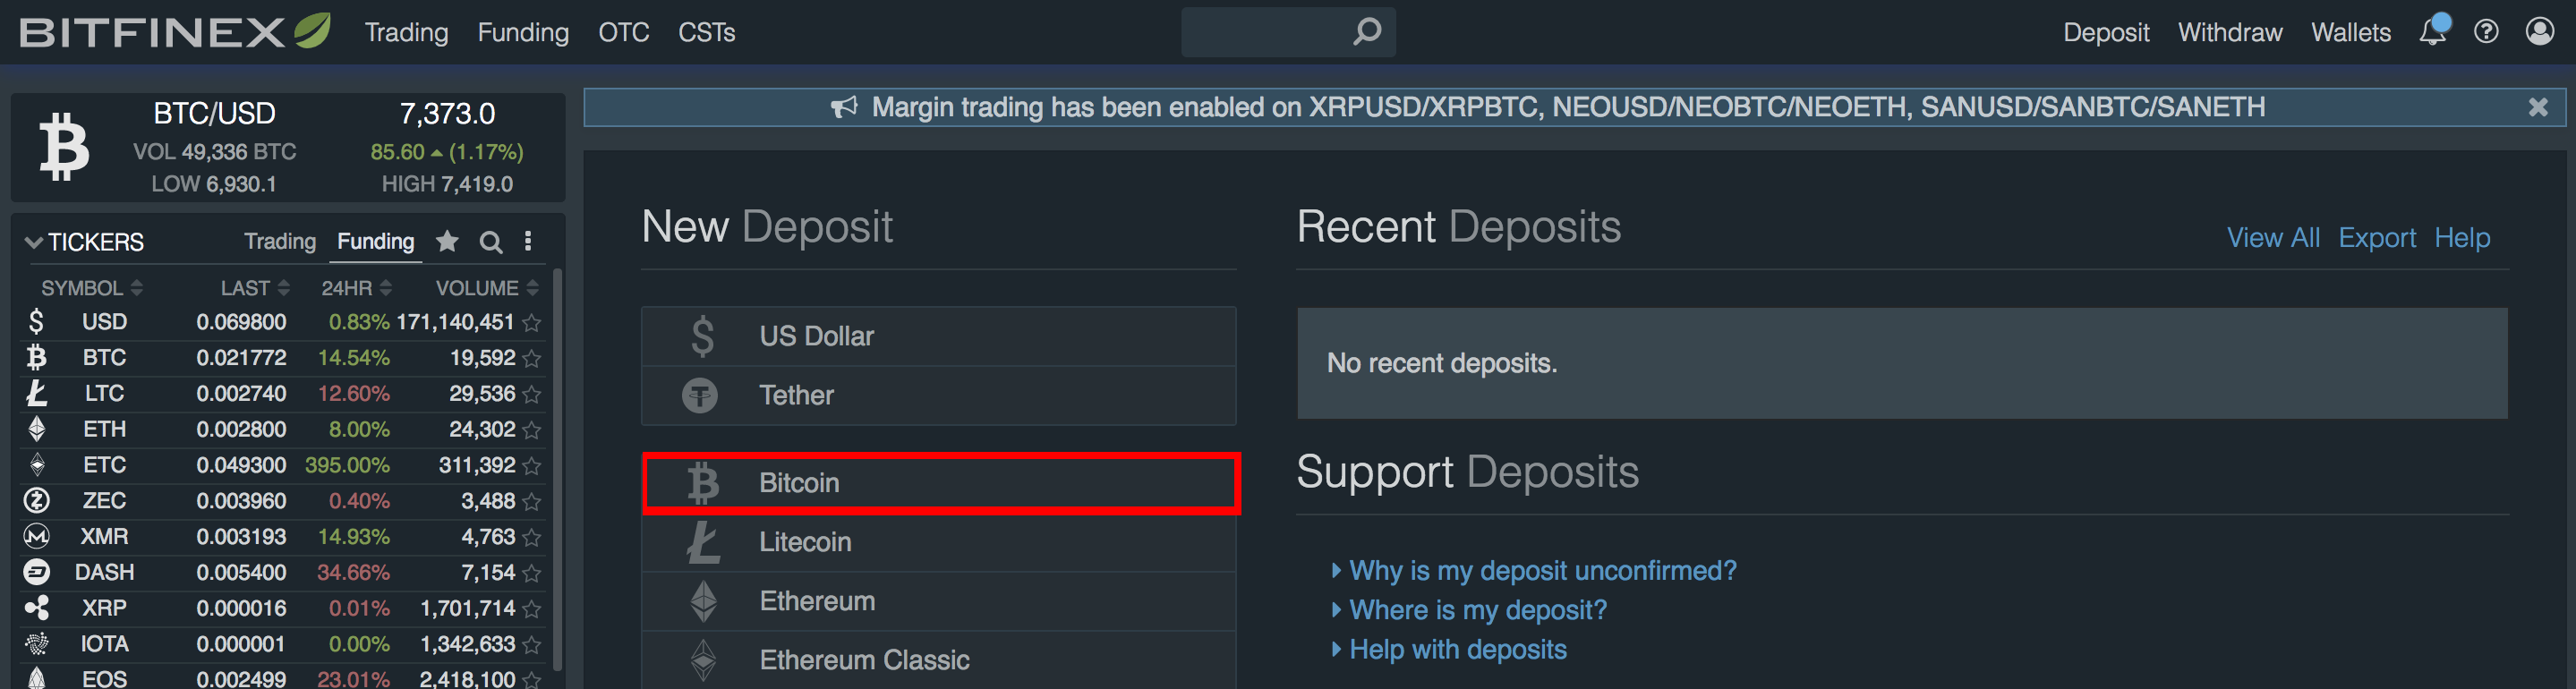 BITFINEX Trading Funding OTC CSTs Deposit Withdraw Wallets
BTC/USD 7,373.0
VOL 49,336 BTC 85.60 (1.17%)
LOW 6,930.1 HIGH 7,419.0
Margin trading has been enabled on XRPUSD/XRPBTC, NEOUSD/NEOBTC/NEOETH, SANUSD/SANBTC/SANETH
TICKERS Trading Funding
SYMBOL LAST 24HR VOLUME
USD 0.069800 0.83% 171,140,451
BTC 0.021772 14.54% 19,592
LTC 0.002740 12.60% 29,536
ETH 0.002800 8.00% 24,302
ETC 0.049300 395.00% 311,392
ZEC 0.003960 0.40% 3,488
XMR 0.003193 14.93% 4,763
DASH 0.005400 34.66% 7,154
XRP 0.000016 0.01% 1,701,714
IOTA 0.000001 0.00% 1,342,633
EOS 0.002499 23.01% 2,418,100
New Deposit
US Dollar
Tether
Bitcoin
Litecoin
Ethereum
Ethereum Classic
Recent Deposits
View All Export Help
No recent deposits.
Support Deposits
Why is my deposit unconfirmed?
Where is my deposit?
Help with deposits